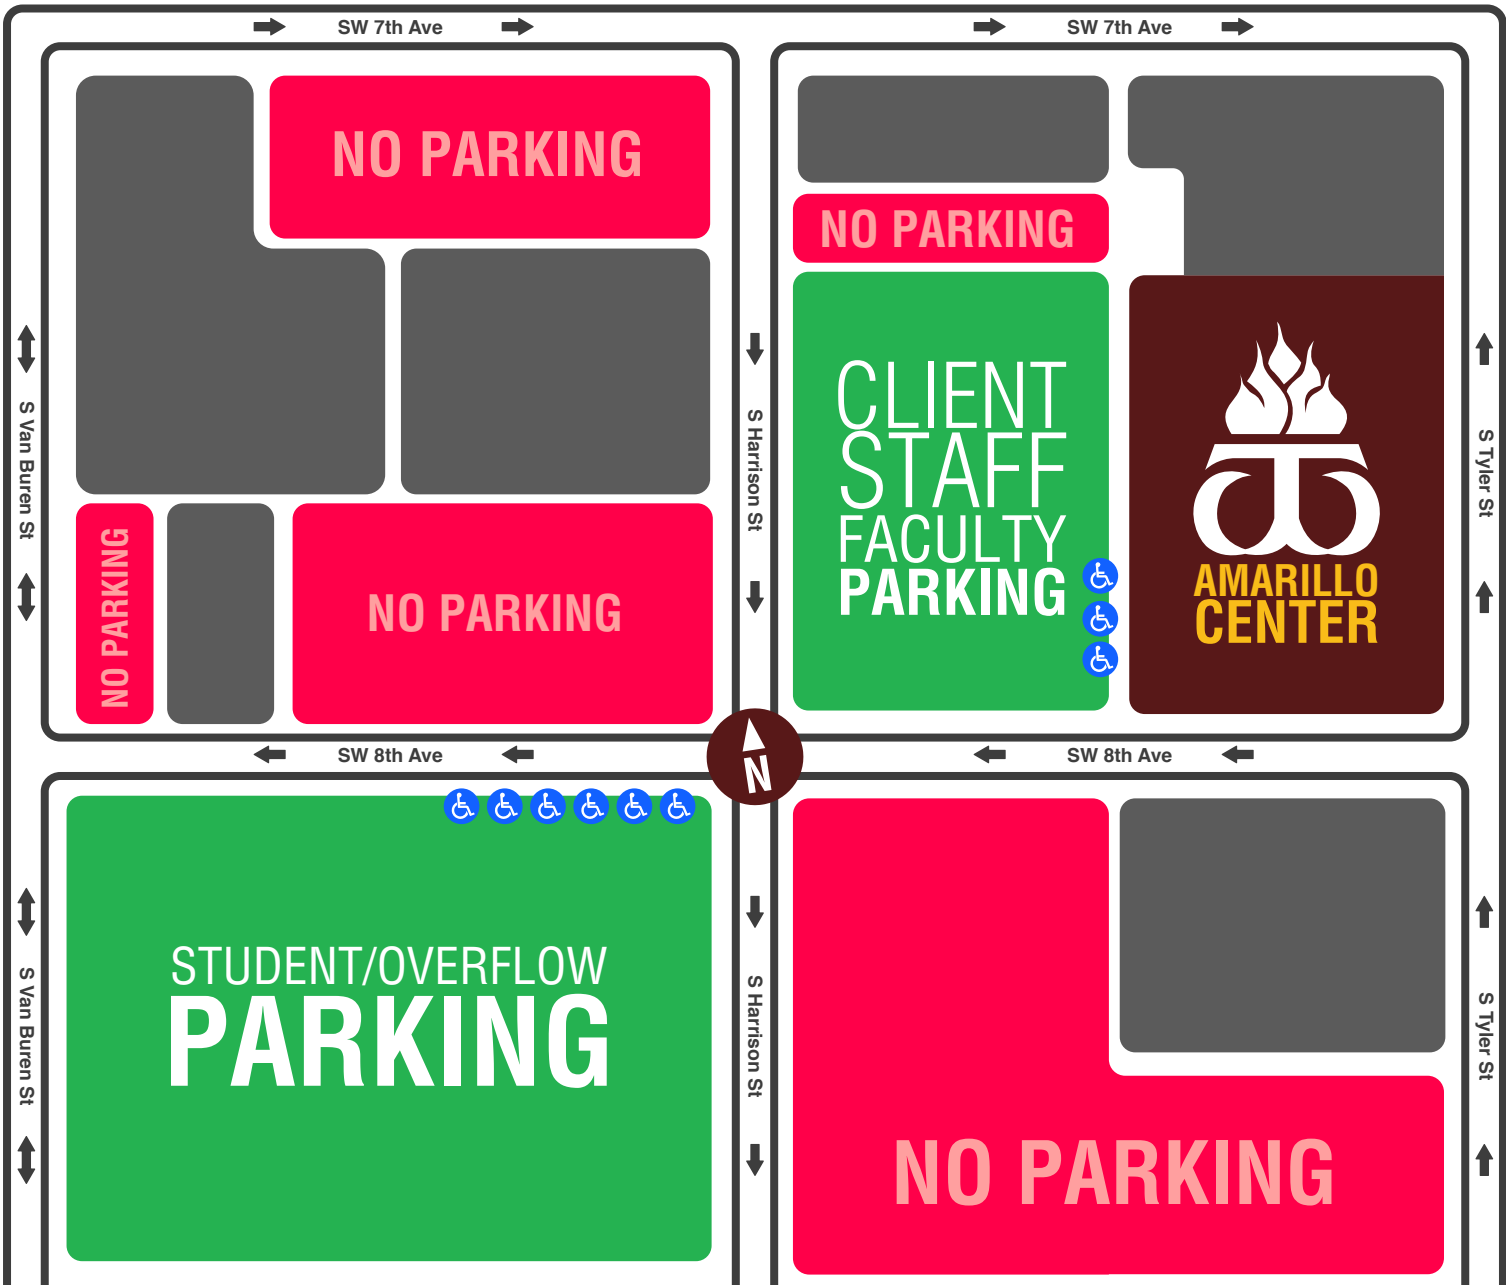 SW 7th Ave
SW 7th Ave
NO PARKING
NO PARKING
S Van Buren St
S Harrison St
CLIENT
STAFF
FACULTY
PARKING
AMARILLO
CENTER
S Tyler St
NO PARKING
NO PARKING
SW 8th Ave
N
SW 8th Ave
S Van Buren St
STUDENT/OVERFLOW
PARKING
S Harrison St
S Tyler St
NO PARKING